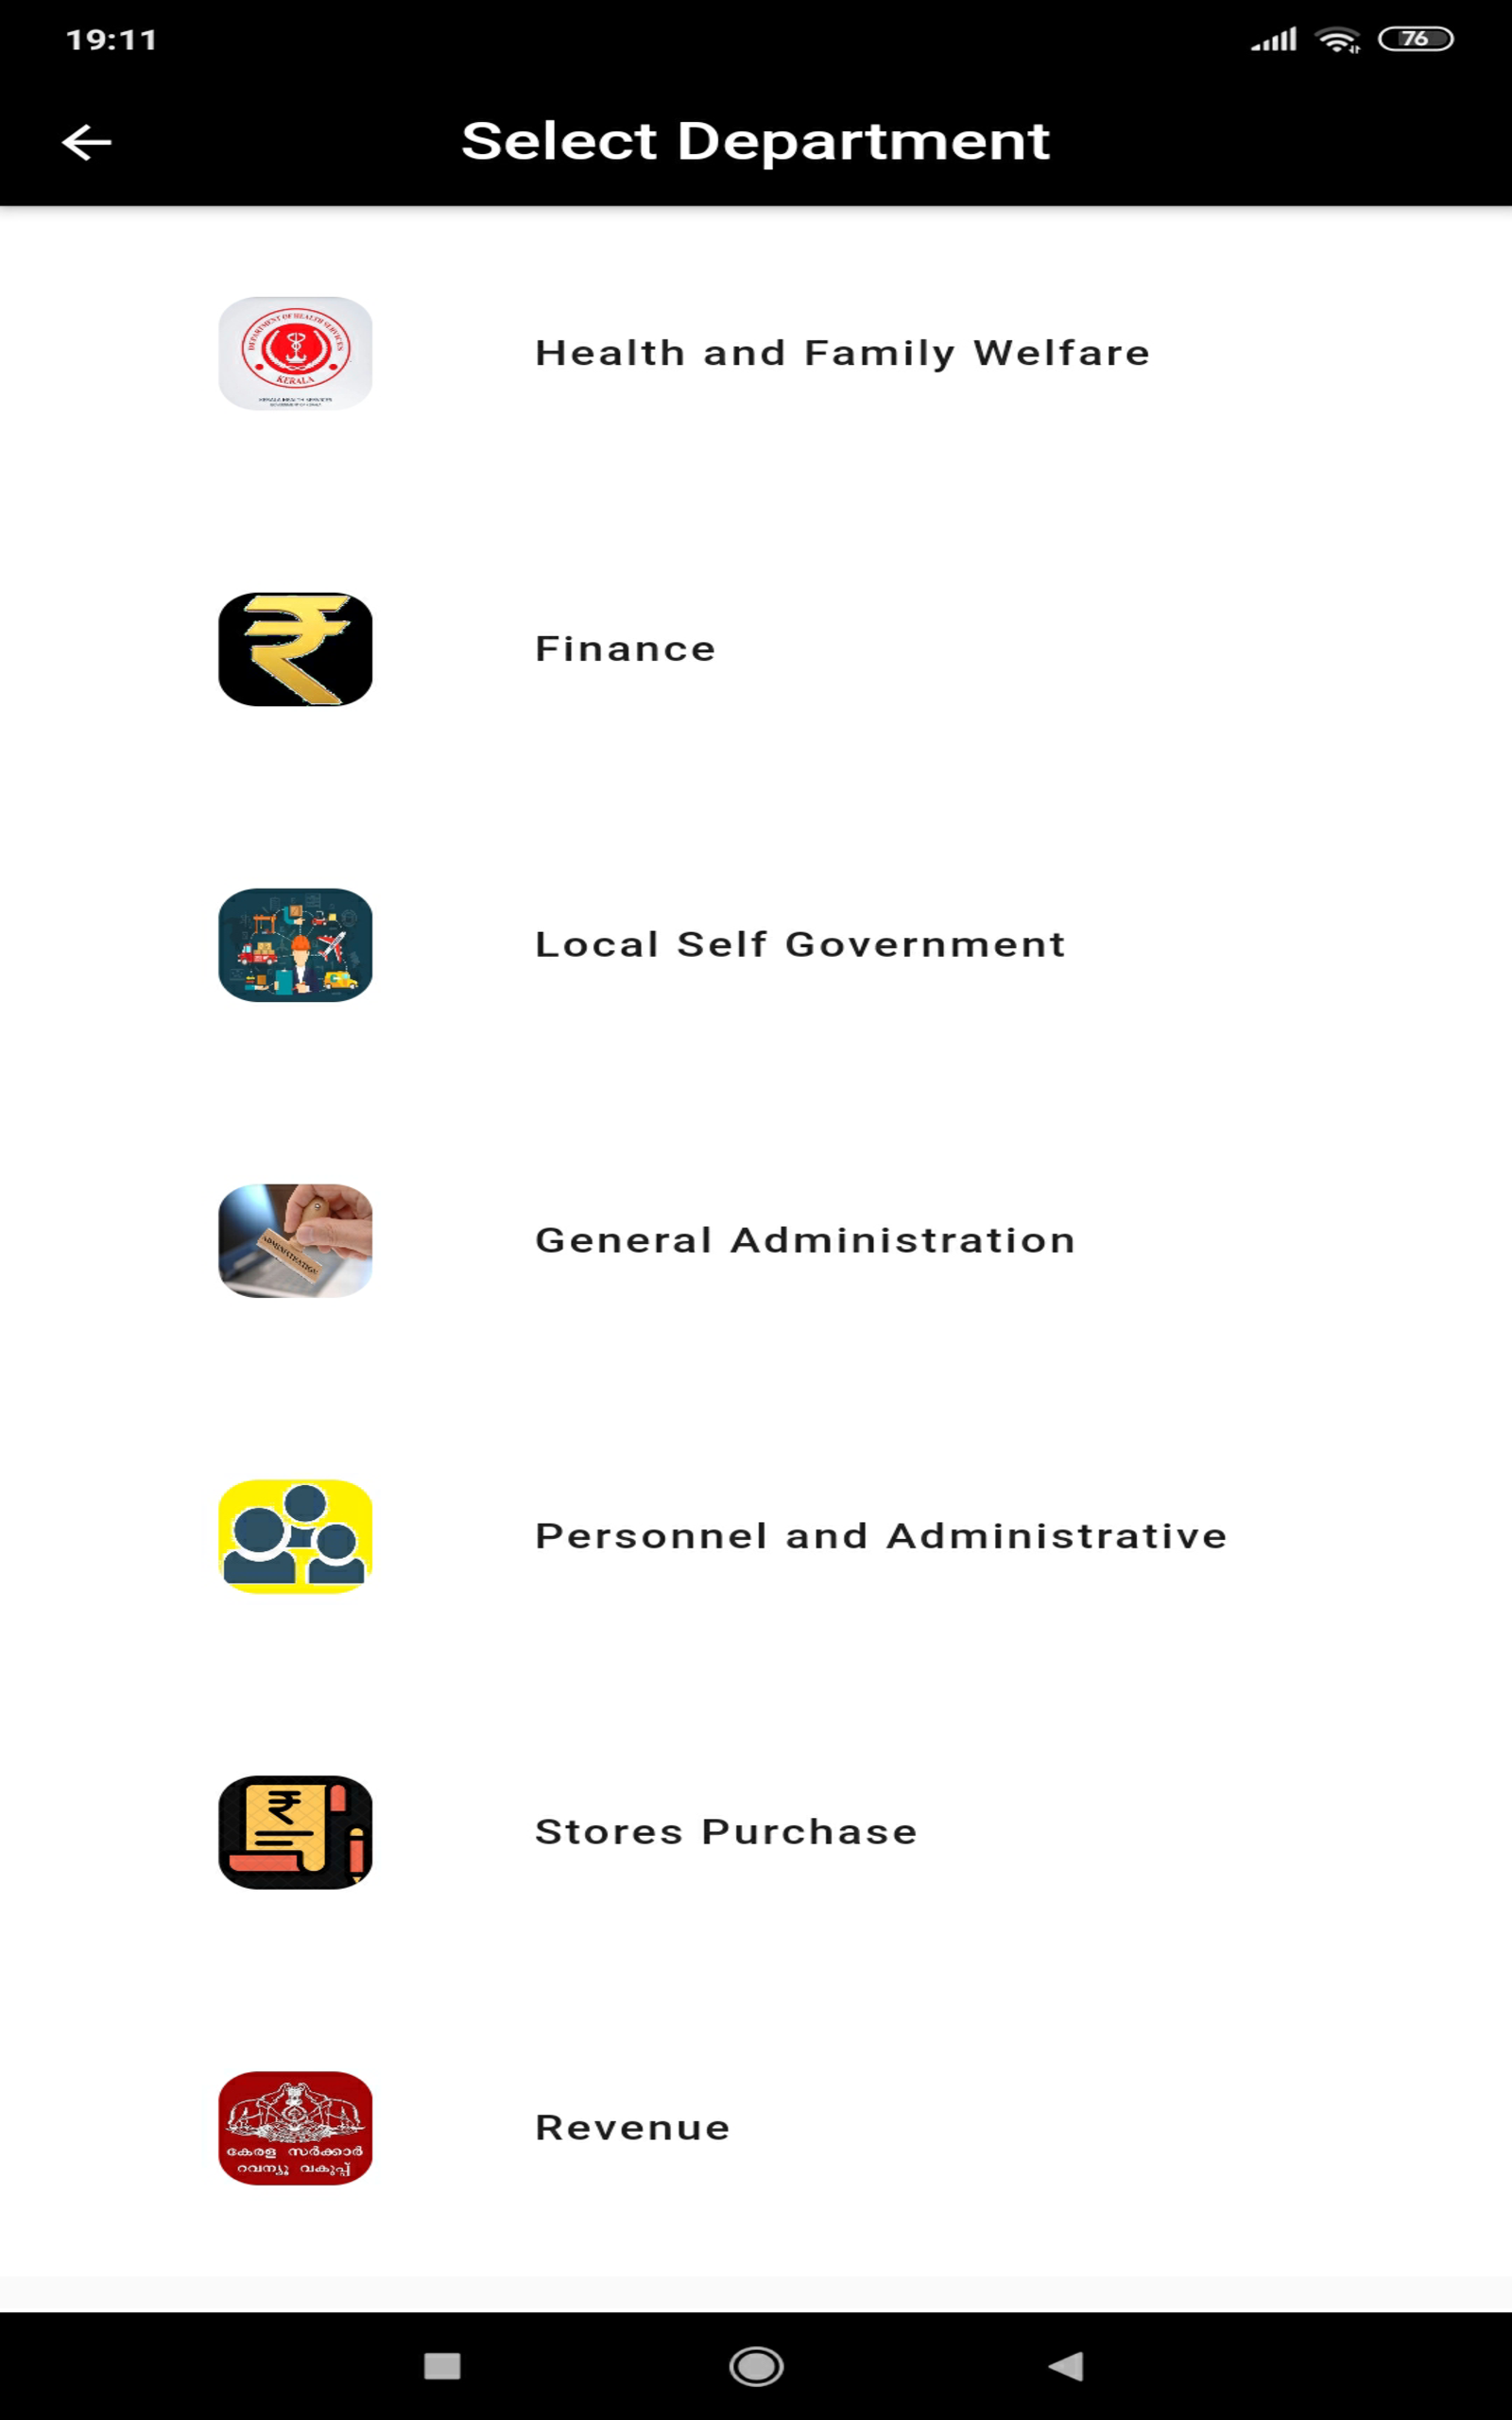 19:11
76
Select Department
DEPARTMENT OF HEALTH SERVICES
KERALA
Health and Family Welfare
Finance
Local Self Government
ADMINISTRATION
General Administration
Personnel and Administrative
Stores Purchase
കേരള സർക്കാർ
റവന്യൂ വകുപ്പ്
Revenue